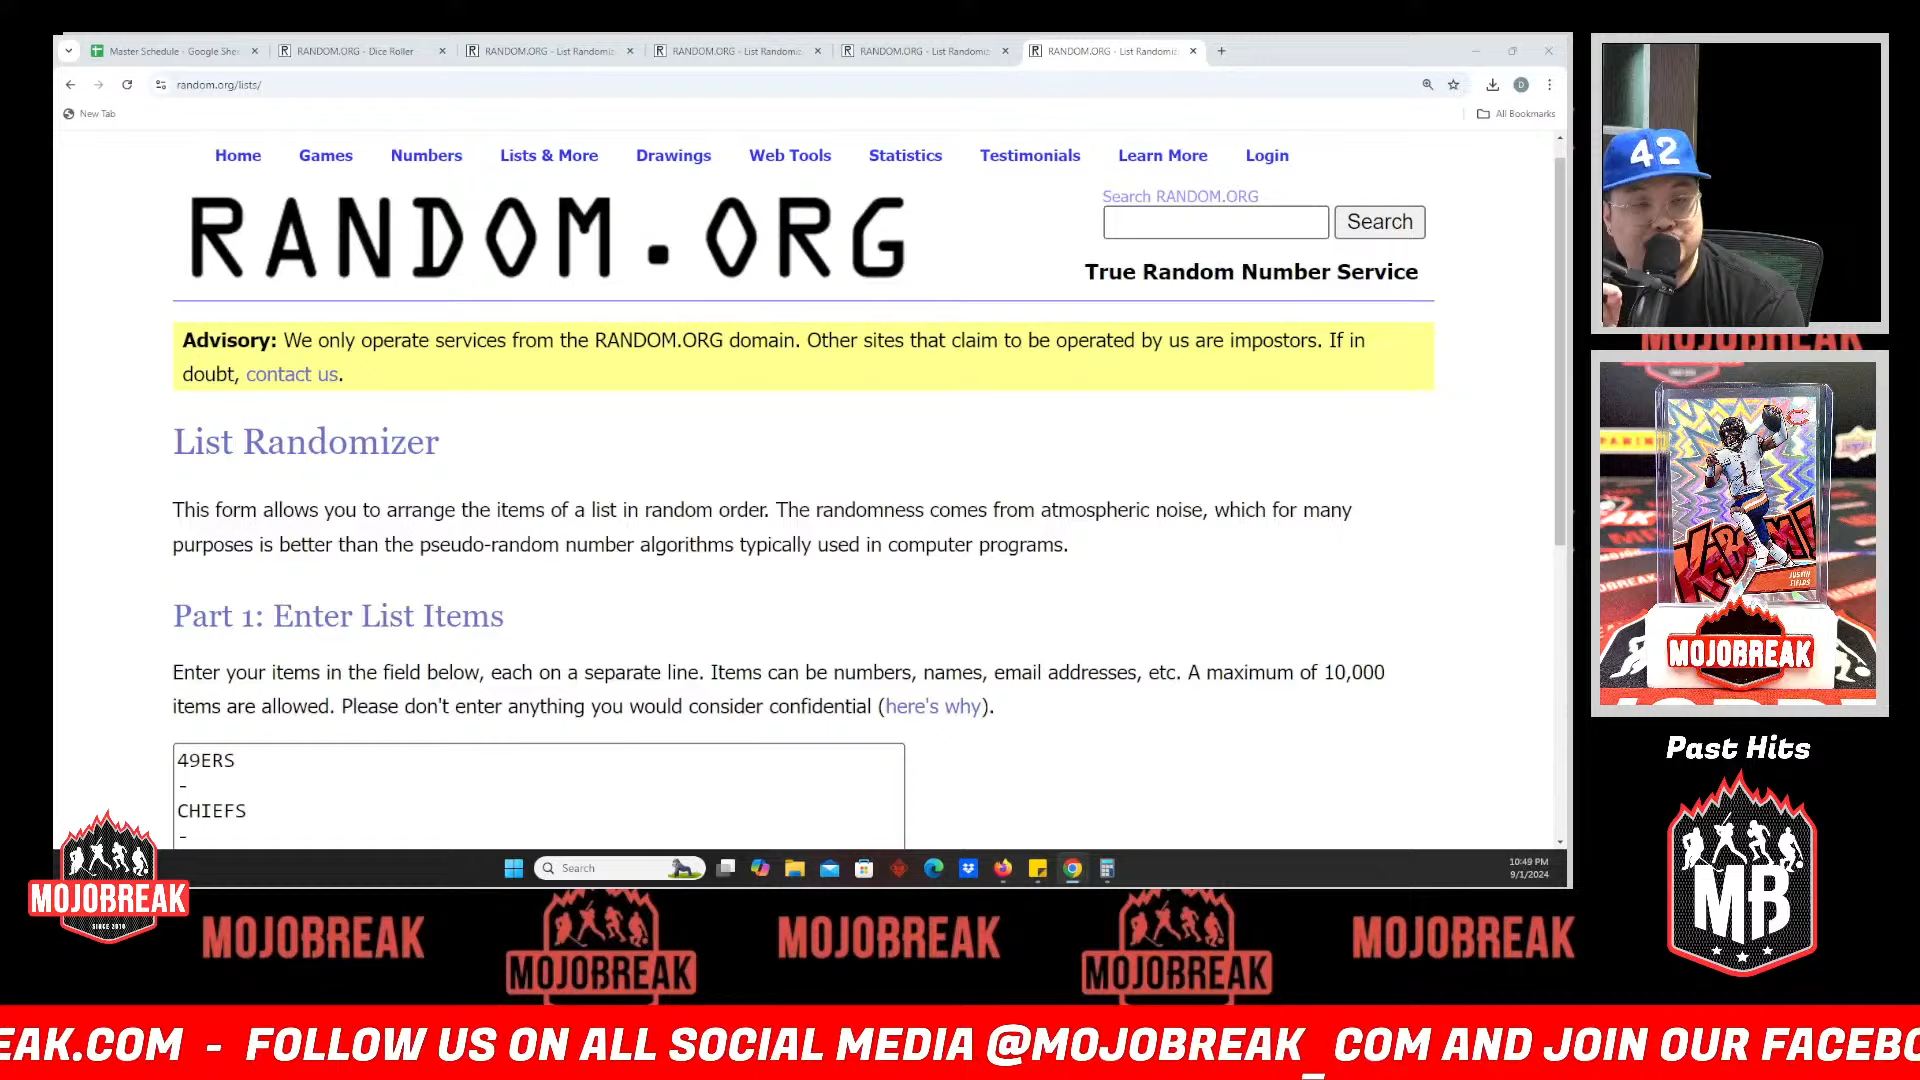 Master Schedule - Google She
RANDOM.ORG - Dice Roller
RANDOM.ORG - List Randomiz
RANDOM.ORG - List Randomiz
RANDOM.ORG - List Randomiz
RANDOM.ORG - List Randomiz
random.org/lists/
New Tab
All Bookmarks
Home Games Numbers Lists & More Drawings Web Tools Statistics Testimonials Learn More Login
RANDOM.ORG
Search RANDOM.ORG
Search
True Random Number Service
Advisory: We only operate services from the RANDOM.ORG domain. Other sites that claim to be operated by us are impostors. If in
doubt, contact us.
List Randomizer
This form allows you to arrange the items of a list in random order. The randomness comes from atmospheric noise, which for many
purposes is better than the pseudo-random number algorithms typically used in computer programs.
Part 1: Enter List Items
Enter your items in the field below, each on a separate line. Items can be numbers, names, email addresses, etc. A maximum of 10,000
items are allowed. Please don't enter anything you would consider confidential (here's why).
49ERS
-
CHIEFS
-
Search
10:49 PM
9/1/2024
42
MOJOBREAK
PANINI
1
KABOOM!
JUSTIN
FIELDS
MOJOBREAK
Past Hits
MB
MOJOBREAK
SINCE 2010
MOJOBREAK
MOJOBREAK
MOJOBREAK
MOJOBREAK
MOJOBREAK
EAK.COM - FOLLOW US ON ALL SOCIAL MEDIA @MOJOBREAK_COM AND JOIN OUR FACEBO